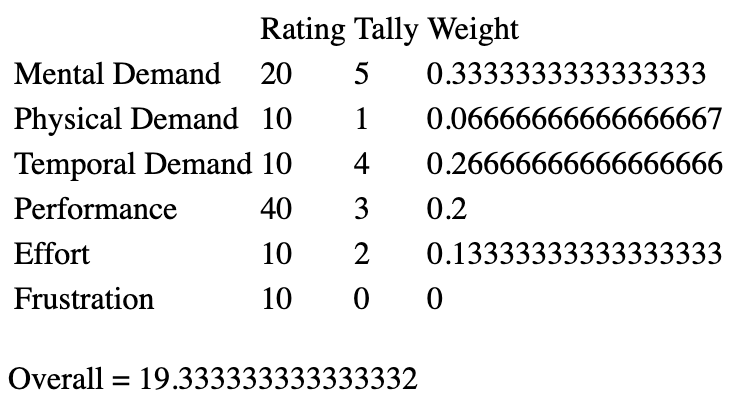 Rating Tally Weight
Mental Demand 20 5 0.3333333333333333
Physical Demand 10 1 0.06666666666666667
Temporal Demand 10 4 0.26666666666666666
Performance 40 3 0.2
Effort 10 2 0.13333333333333333
Frustration 10 0 0
Overall = 19.333333333333332